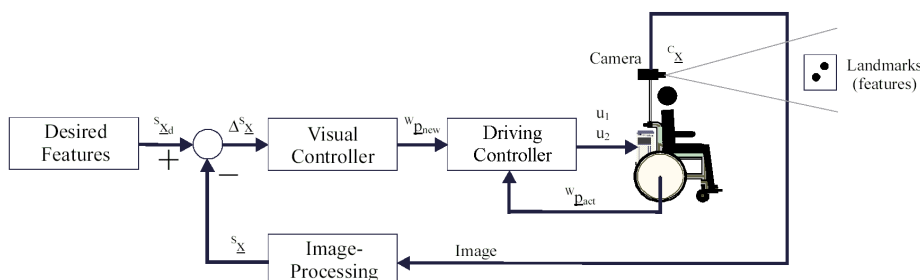 Camera
ᶜX
Landmarks
(features)
Desired
Features
ˢX_d
+
−
ΔˢX
Visual
Controller
ᵂp_new
Driving
Controller
u₁
u₂
ᵂp_act
ˢX
Image-
Processing
Image